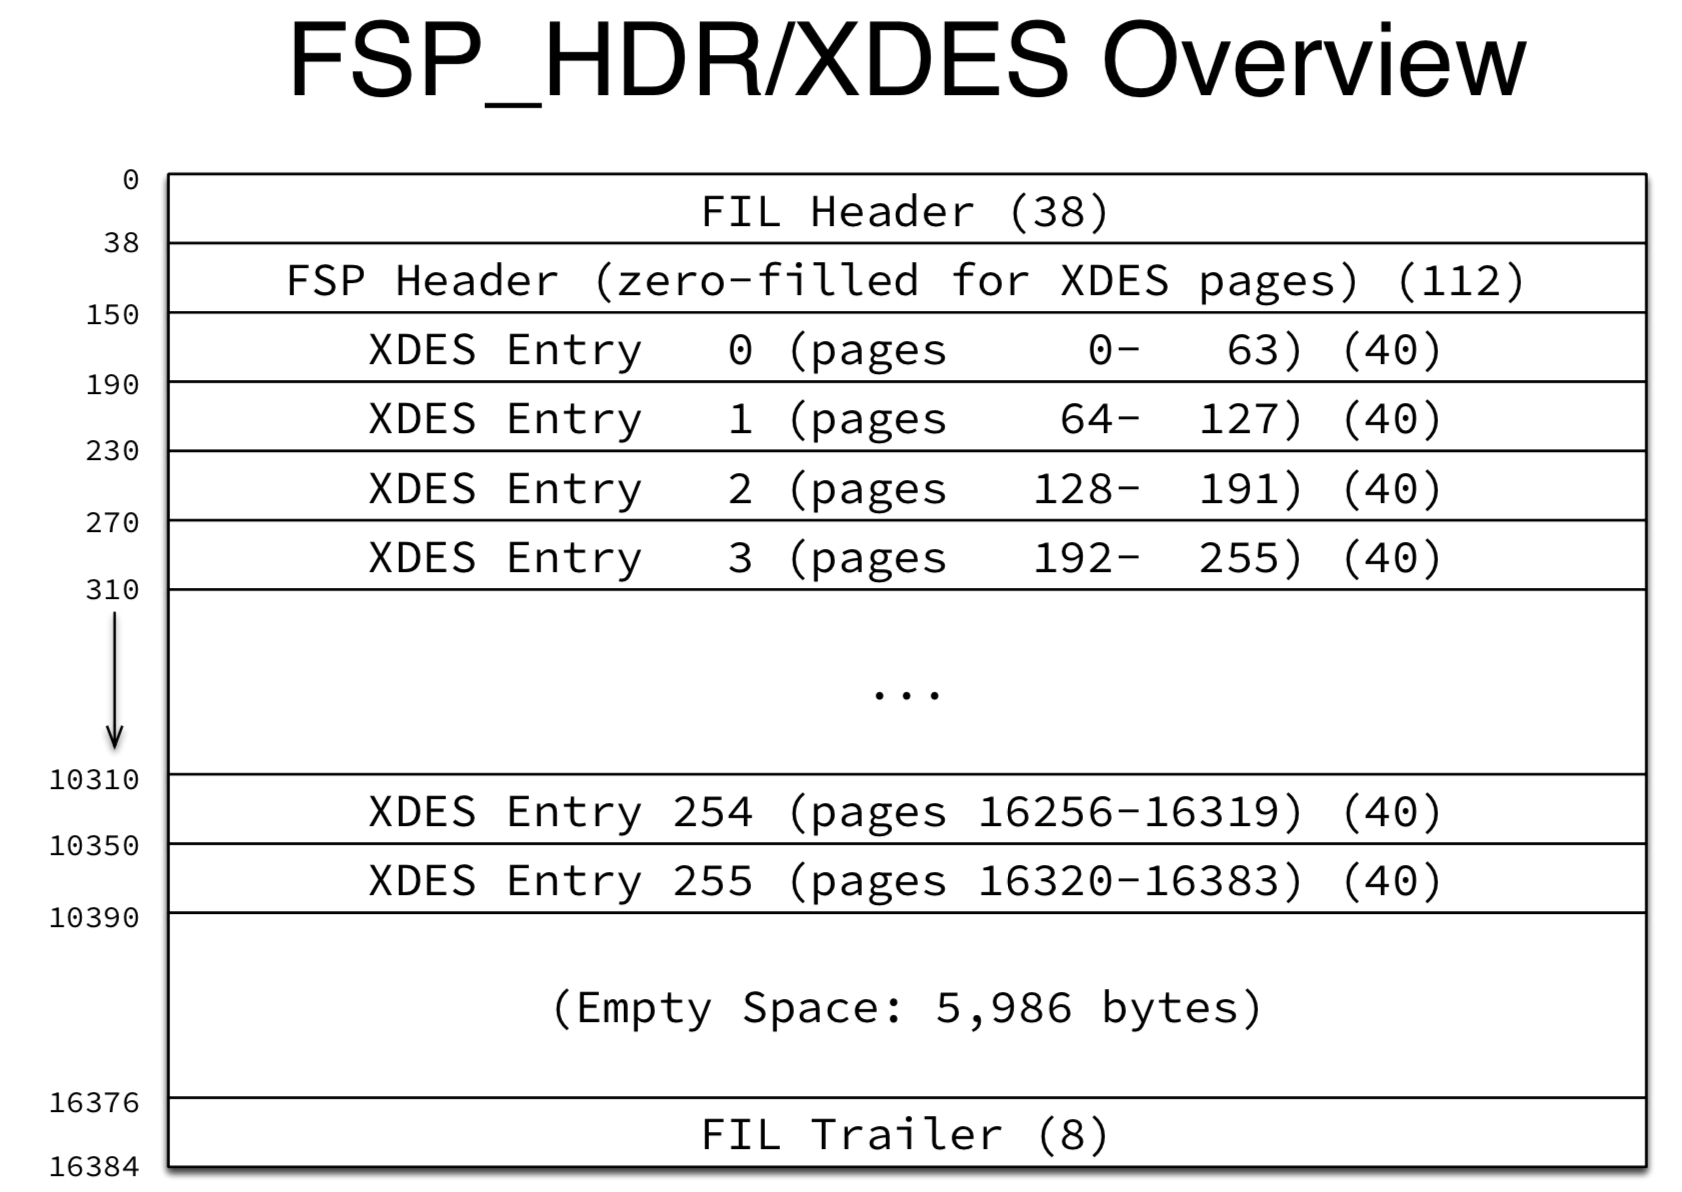 FSP_HDR/XDES Overview
0
FIL Header (38)
38
FSP Header (zero-filled for XDES pages) (112)
150
XDES Entry 0 (pages 0- 63) (40)
190
XDES Entry 1 (pages 64- 127) (40)
230
XDES Entry 2 (pages 128- 191) (40)
270
XDES Entry 3 (pages 192- 255) (40)
310
...
10310
XDES Entry 254 (pages 16256-16319) (40)
10350
XDES Entry 255 (pages 16320-16383) (40)
10390
(Empty Space: 5,986 bytes)
16376
FIL Trailer (8)
16384